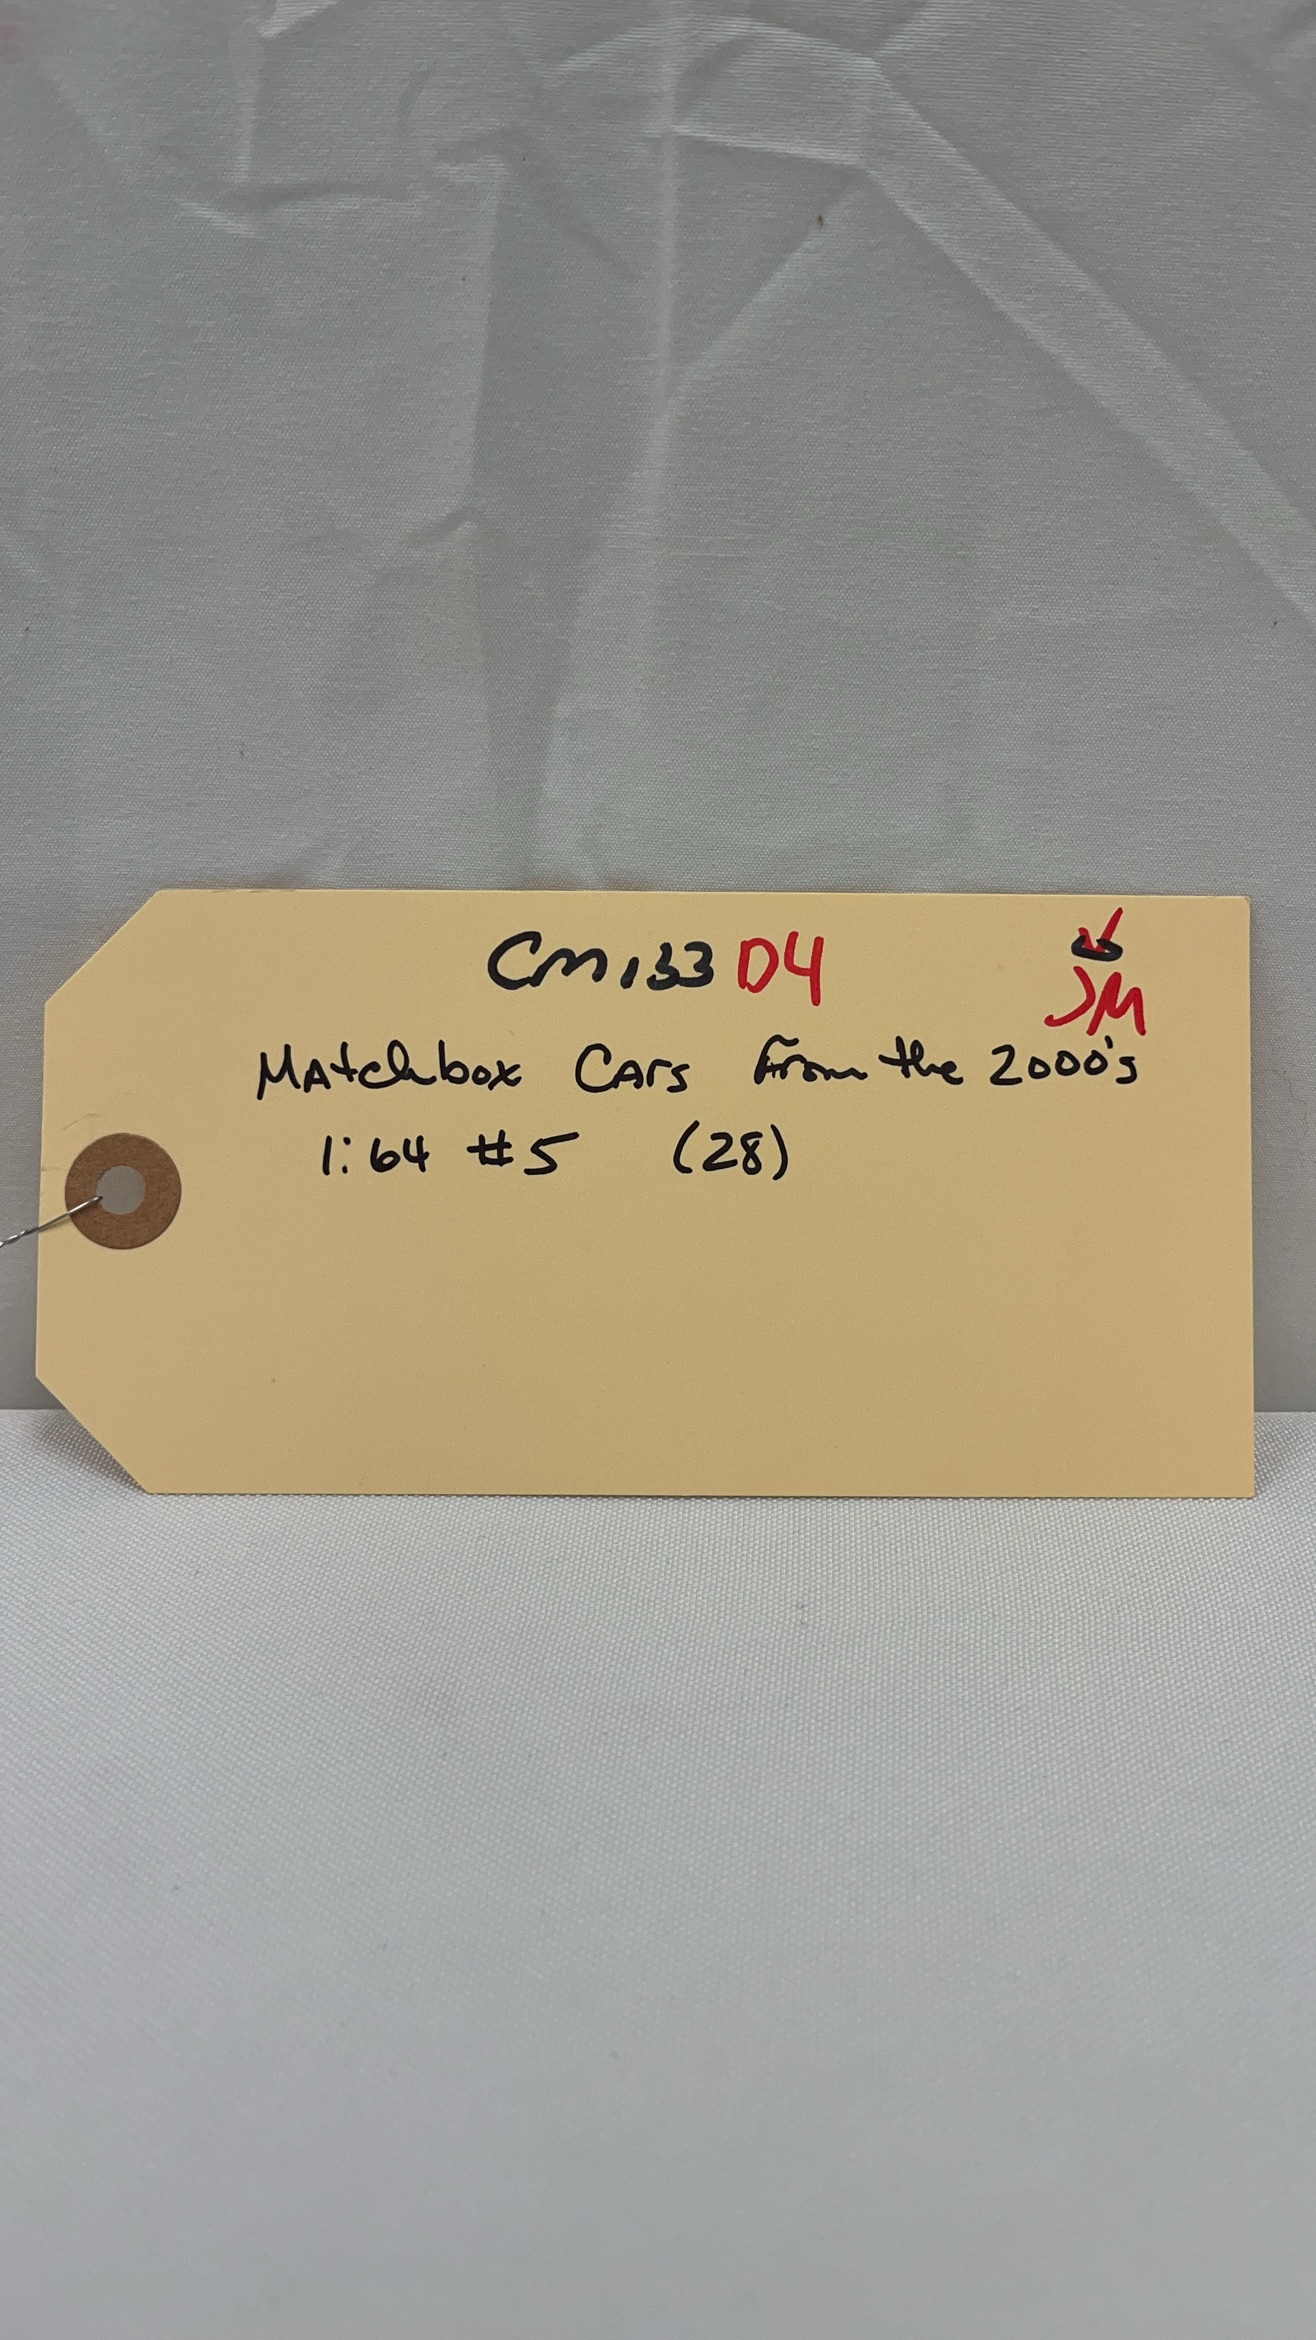 Cm133 D4
JM
Matchbox Cars From the 2000's
1:64 #5 (28)